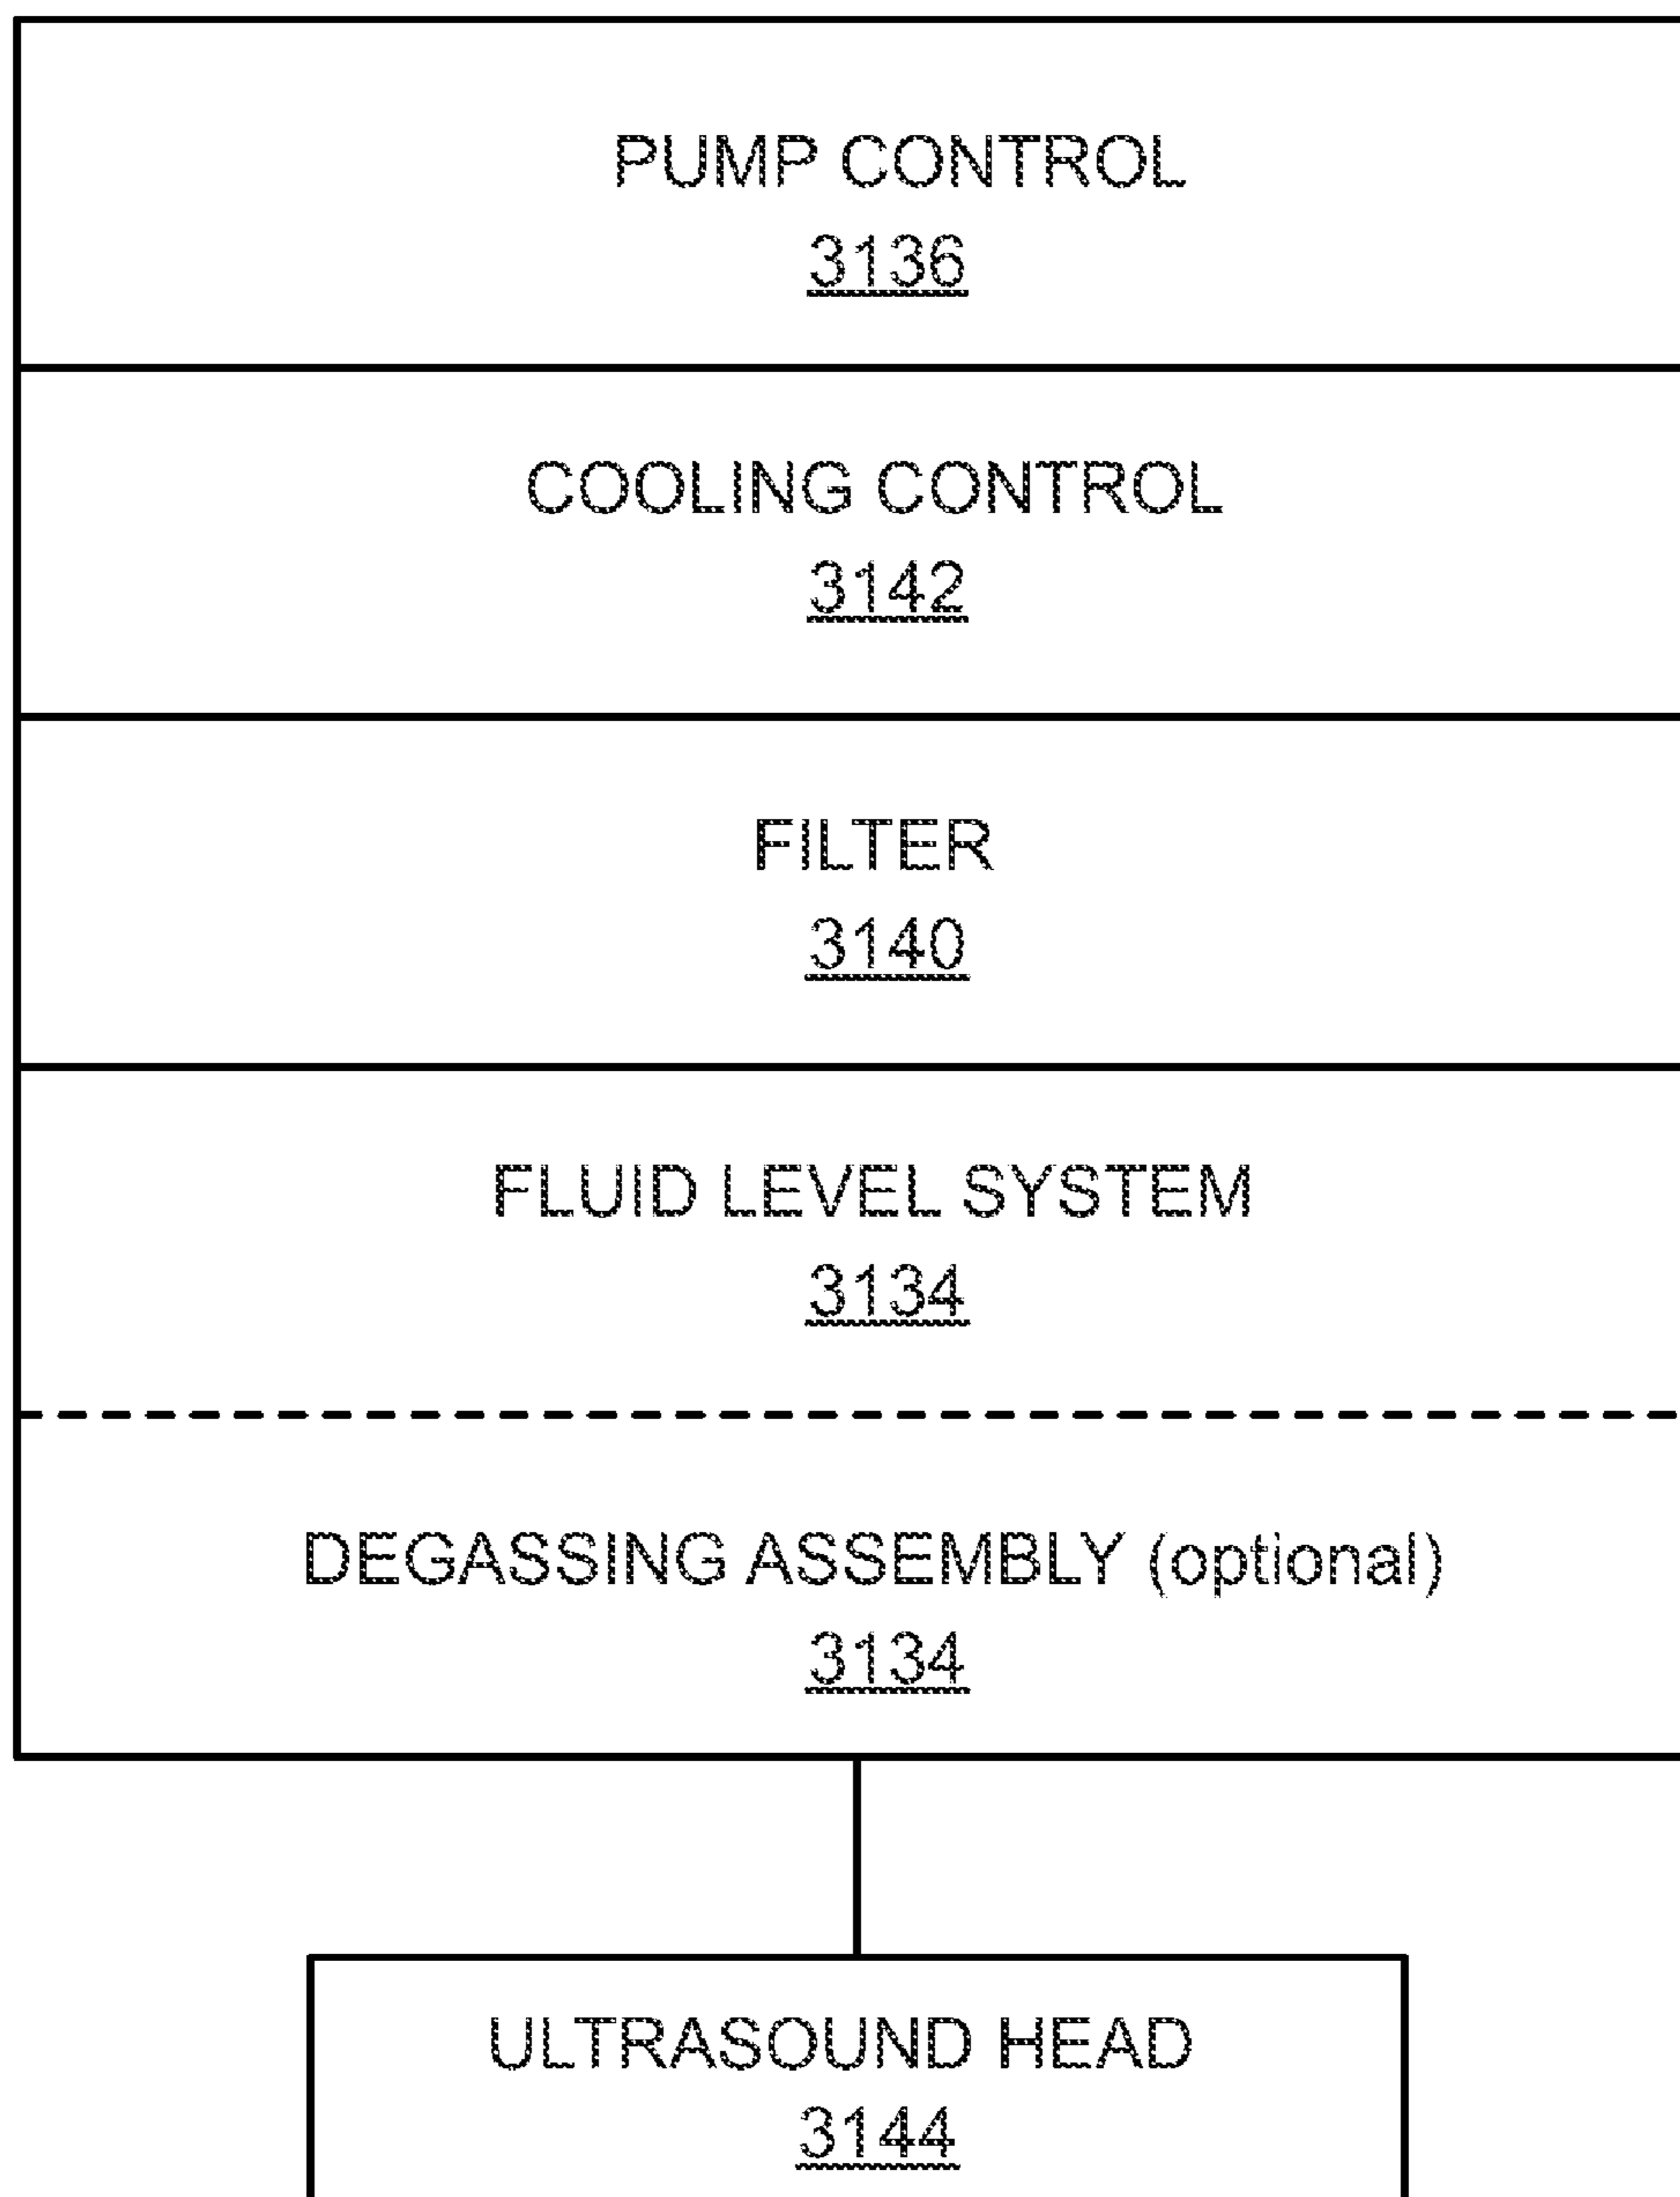 PUMP CONTROL
3136
COOLING CONTROL
3142
FILTER
3140
FLUID LEVEL SYSTEM
3134
DEGASSING ASSEMBLY (optional)
3134
ULTRASOUND HEAD
3144